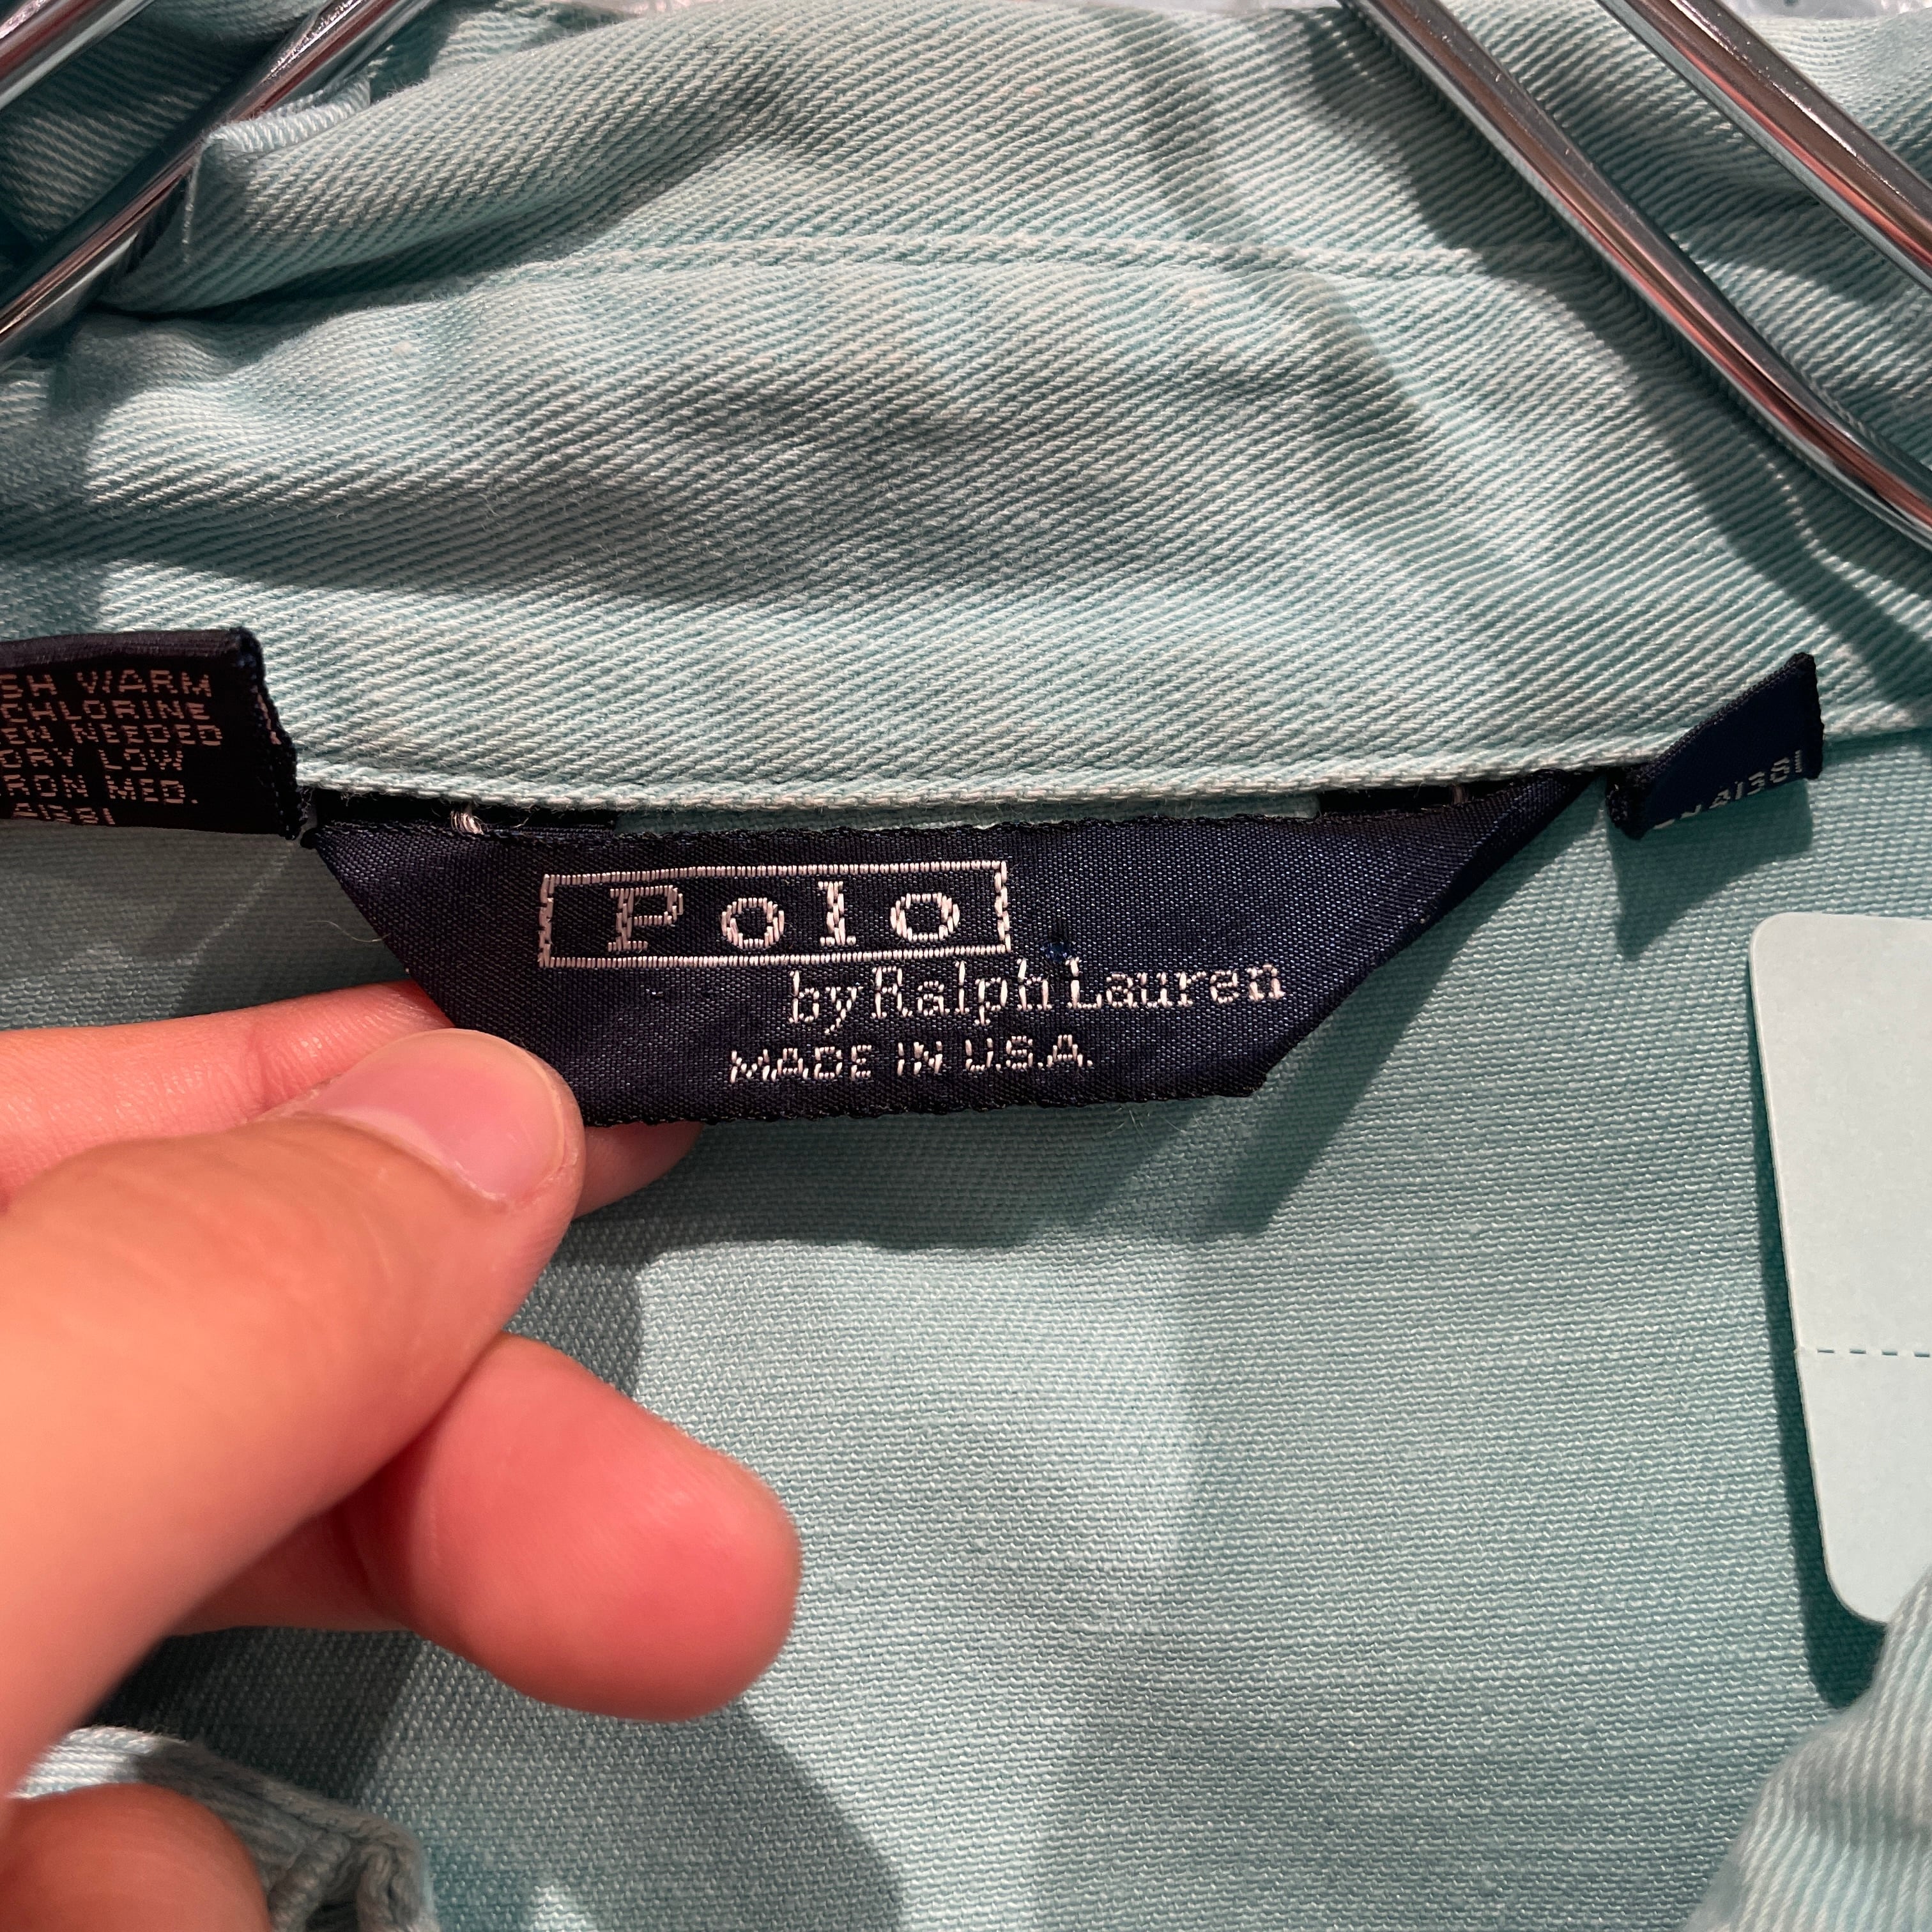 SH WARM
CHLORINE
EN NEEDED
DRY LOW
RON MED.
Polo
by Ralph Lauren
MADE IN U.S.A.